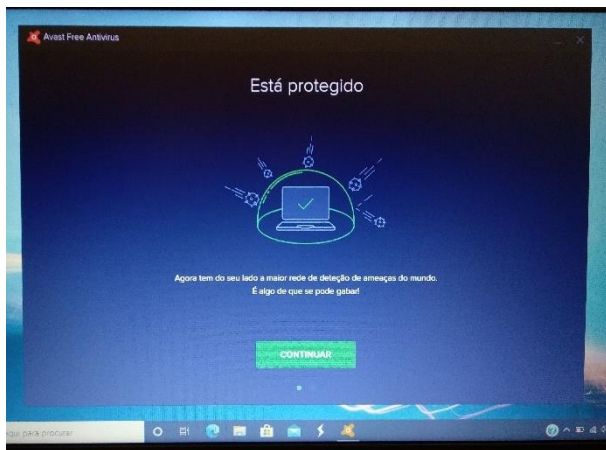 Avast Free Antivirus
Está protegido
Agora tem do seu lado a maior rede de deteção de ameaças do mundo.
É algo de que se pode gabar!
CONTINUAR
para procurar